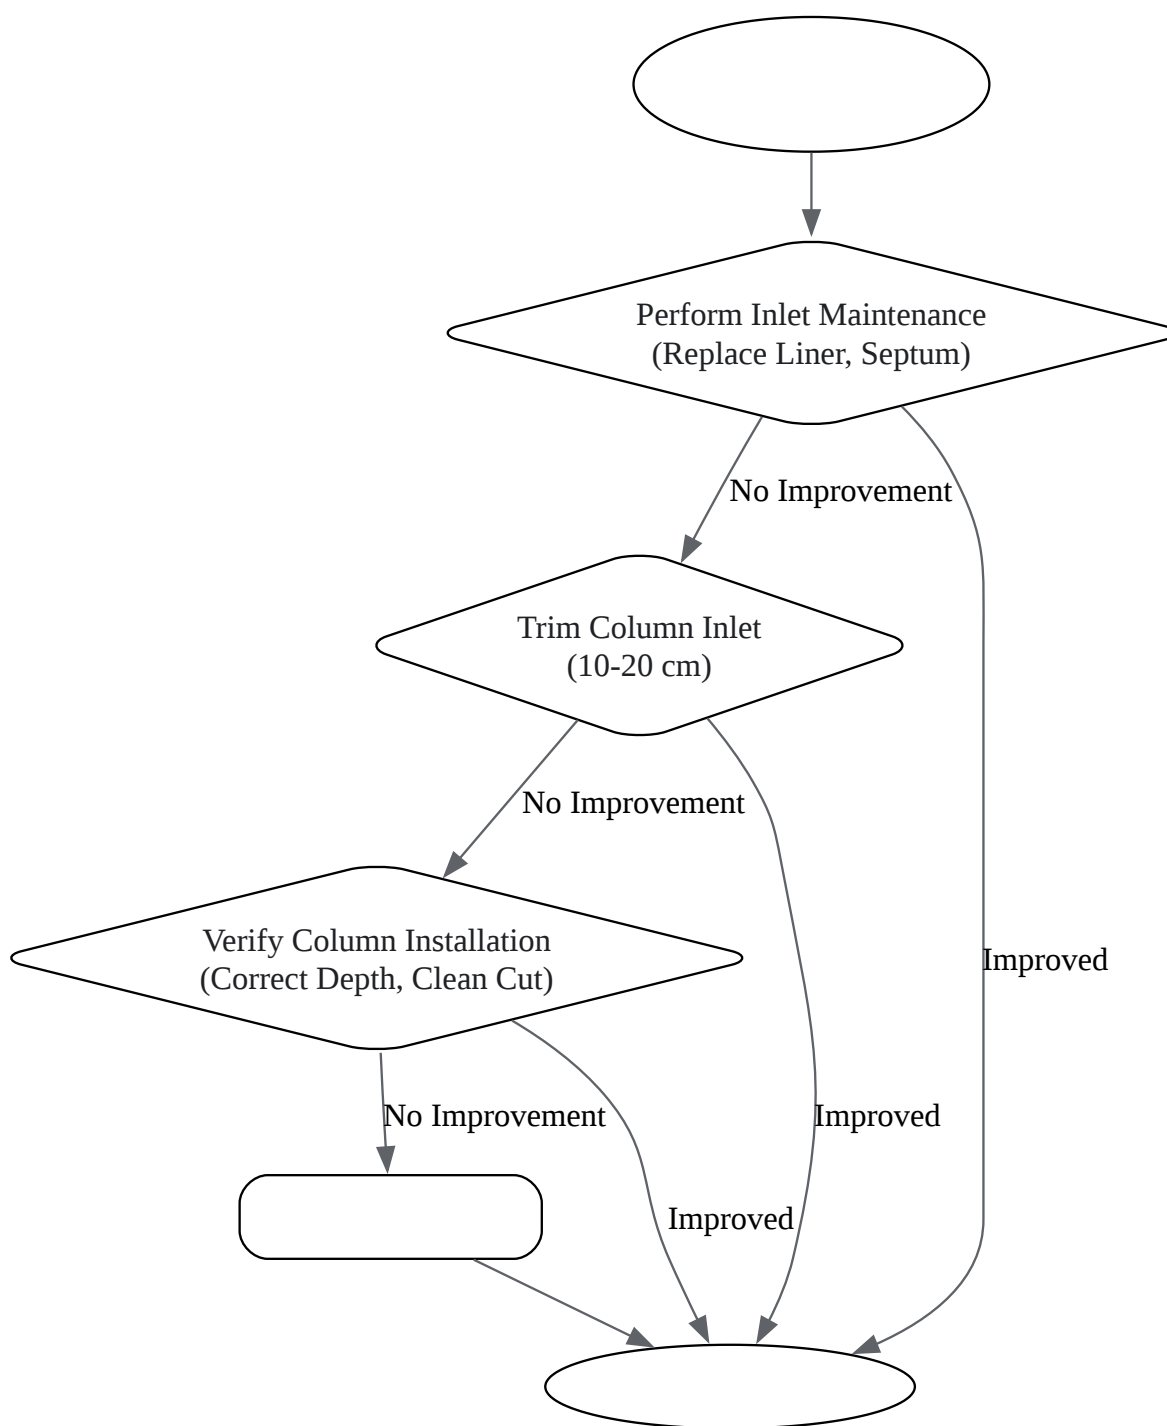 Perform Inlet Maintenance
(Replace Liner, Septum)
No Improvement
Trim Column Inlet
(10-20 cm)
No Improvement
Verify Column Installation
(Correct Depth, Clean Cut)
Improved
No Improvement
Improved
Improved